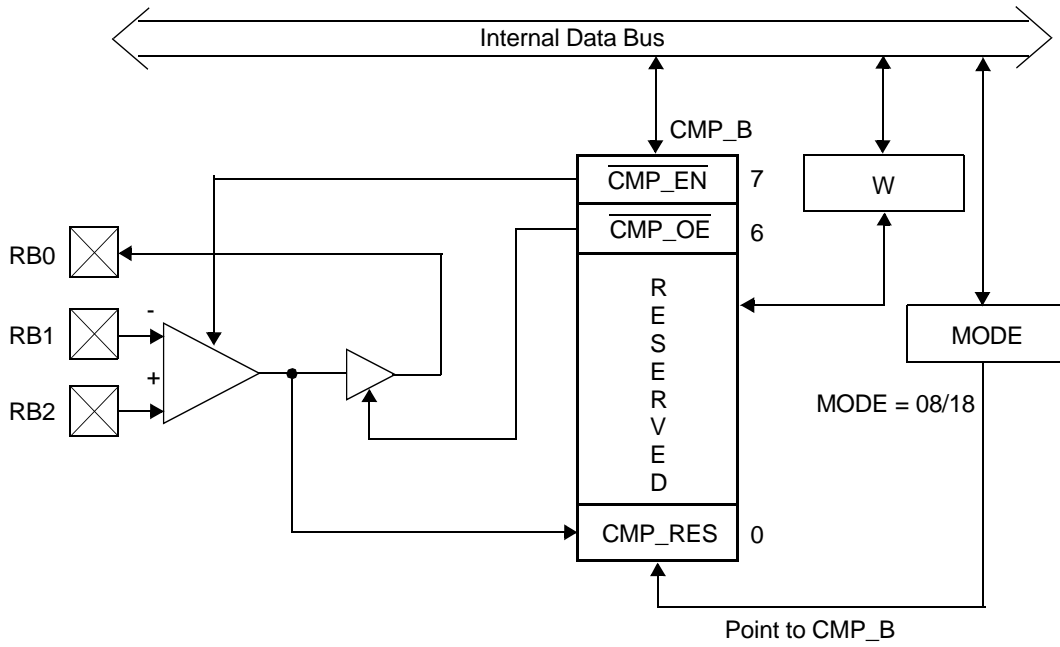 Internal Data Bus
CMP_B
CMP_EN 7
W
CMP_OE 6
RB0
R
E
S
E
R
V
E
D
-
RB1
MODE
+
RB2
MODE = 08/18
CMP_RES 0
Point to CMP_B